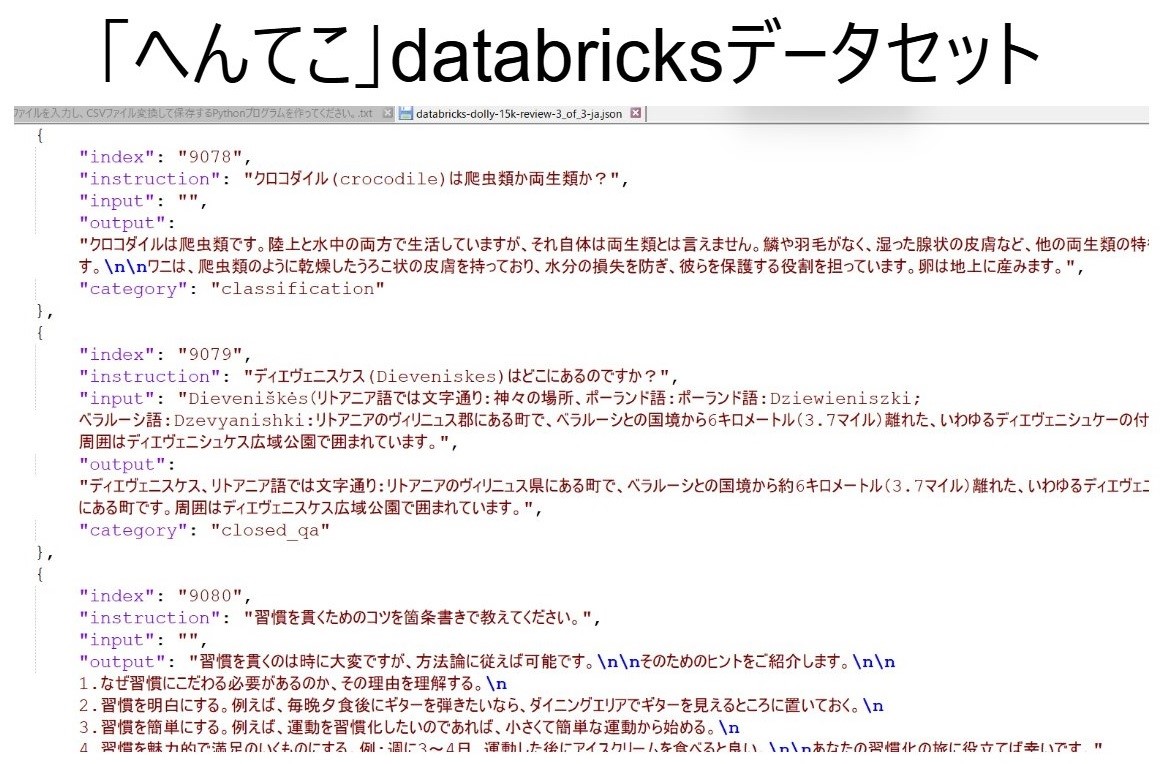 「へんてこ」databricksデータセット
ファイルを入力し、CSVファイル変換して保存するPythonプログラムを作ってください。.txt databricks-dolly-15k-review-3_of_3-ja.json
{
"index": "9078",
"instruction": "クロコダイル(crocodile)は爬虫類か両生類か？",
"input": "",
"output":
"クロコダイルは爬虫類です。陸上と水中の両方で生活していますが、それ自体は両生類とは言えません。鱗や羽毛がなく、湿った腺状の皮膚など、他の両生類の特
す。\n\nワニは、爬虫類のように乾燥したうろこ状の皮膚を持っており、水分の損失を防ぎ、彼らを保護する役割を担っています。卵は地上に産みます。",
"category": "classification"
},
{
"index": "9079",
"instruction": "ディエヴェニスケス(Dieveniskes)はどこにあるのですか？",
"input": "Dieveniškės(リトアニア語では文字通り:神々の場所、ポーランド語:ポーランド語:Dziewieniszki;
ベラルーシ語:Dzevyanishki:リトアニアのヴィリニュス郡にある町で、ベラルーシとの国境から6キロメートル(3.7マイル)離れた、いわゆるディエヴェニシュケーの付
周囲はディエヴェニシュケス広域公園で囲まれています。",
"output":
"ディエヴェニスケス、リトアニア語では文字通り:リトアニアのヴィリニュス県にある町で、ベラルーシとの国境から約6キロメートル(3.7マイル)離れた、いわゆるディエヴェニ
にある町です。周囲はディエヴェニスケス広域公園で囲まれています。",
"category": "closed_qa"
},
{
"index": "9080",
"instruction": "習慣を貫くためのコツを箇条書きで教えてください。",
"input": "",
"output": "習慣を貫くのは時に大変ですが、方法論に従えば可能です。\n\nそのためのヒントをご紹介します。\n\n
1.なぜ習慣にこだわる必要があるのか、その理由を理解する。\n
2.習慣を明白にする。例えば、毎晩夕食後にギターを弾きたいなら、ダイニングエリアでギターを見えるところに置いておく。\n
3.習慣を簡単にする。例えば、運動を習慣化したいのであれば、小さくて簡単な運動から始める。\n
4.習慣を魅力的で満足のいくものにする。例:週に3～4日、運動した後にアイスクリームを食べると良い。\n\nあなたの習慣化の旅に役立てば幸いです。"